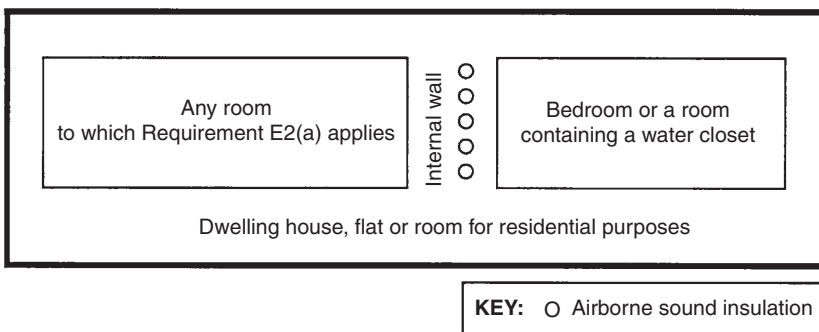 Any room
to which Requirement E2(a) applies
Internal wall
Bedroom or a room
containing a water closet
Dwelling house, flat or room for residential purposes
KEY: O Airborne sound insulation